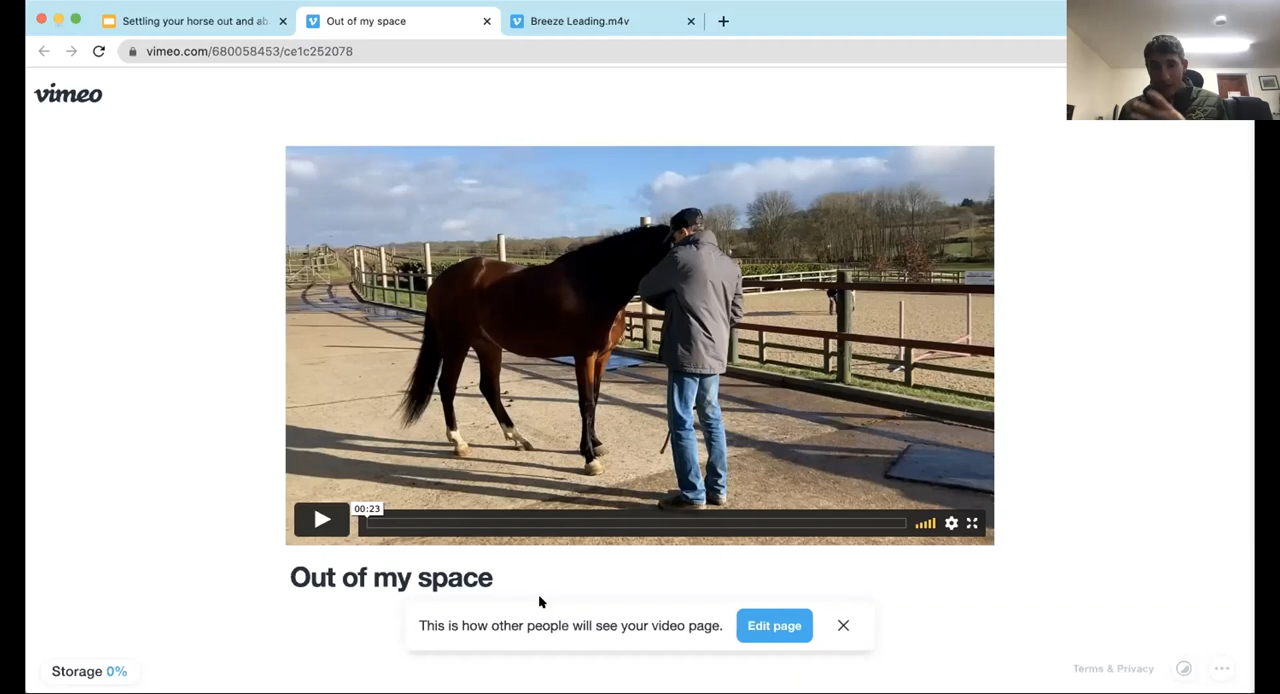 Settling your horse out and ab
Out of my space
Breeze Leading.m4v
vimeo.com/680058453/ce1c252078
vimeo
00:23
Out of my space
This is how other people will see your video page.
Edit page
Storage 0%
Terms & Privacy